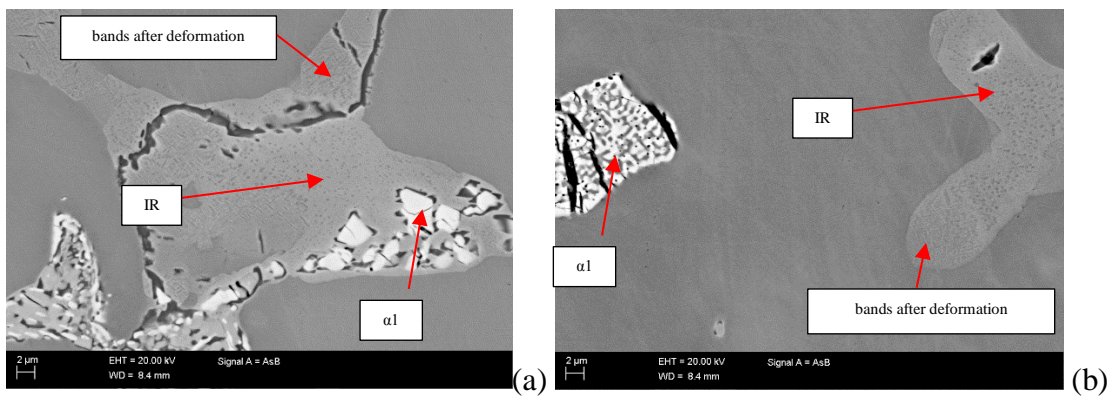 bands after deformation
IR
α1
2 μm
EHT = 20.00 kV
Signal A = AsB
WD = 8.4 mm
(a)
IR
α1
bands after deformation
2 μm
EHT = 20.00 kV
Signal A = AsB
WD = 8.4 mm
(b)